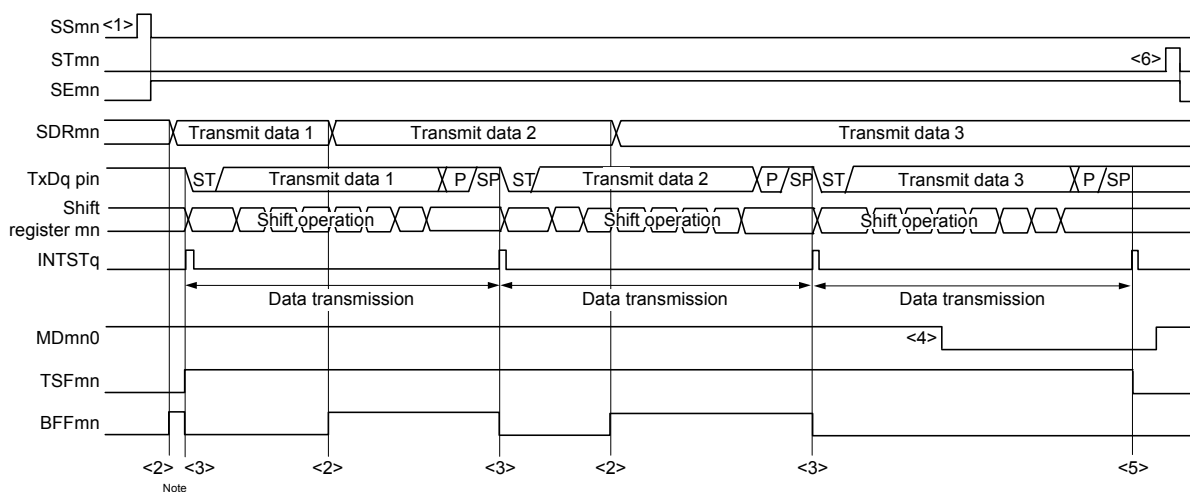 SSmn <1>
STmn <6>
SEmn
SDRmn Transmit data 1 Transmit data 2 Transmit data 3
TxDq pin ST Transmit data 1 P SP ST Transmit data 2 P SP ST Transmit data 3 P SP
Shift
register mn Shift operation Shift operation Shift operation
INTSTq
Data transmission Data transmission Data transmission
MDmn0 <4>
TSFmn
BFFmn
<2> <3> <2> <3> <2> <3> <5>
Note